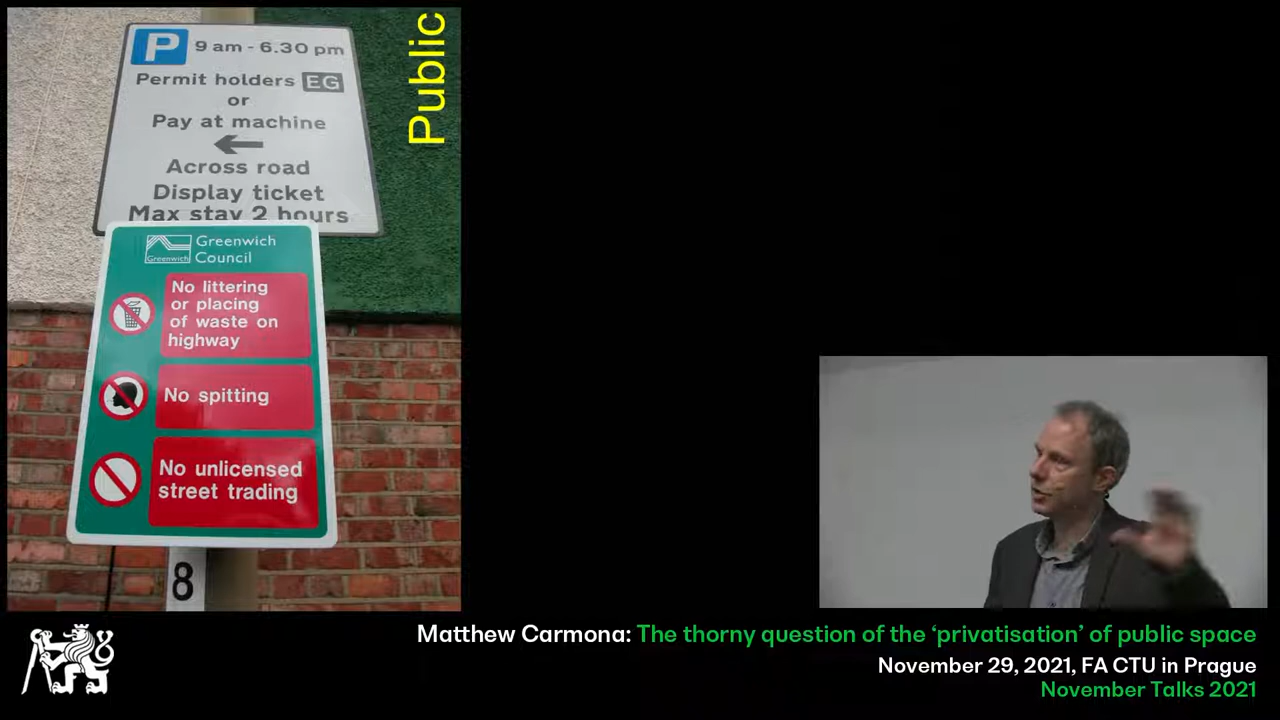 P 9 am - 6.30 pm
Permit holders EG
or
Pay at machine
Across road
Display ticket
Max stay 2 hours
Public
Greenwich
Greenwich
Council
No littering
or placing
of waste on
highway
No spitting
No unlicensed
street trading
8
Matthew Carmona: The thorny question of the ‘privatisation’ of public space
November 29, 2021, FA CTU in Prague
November Talks 2021